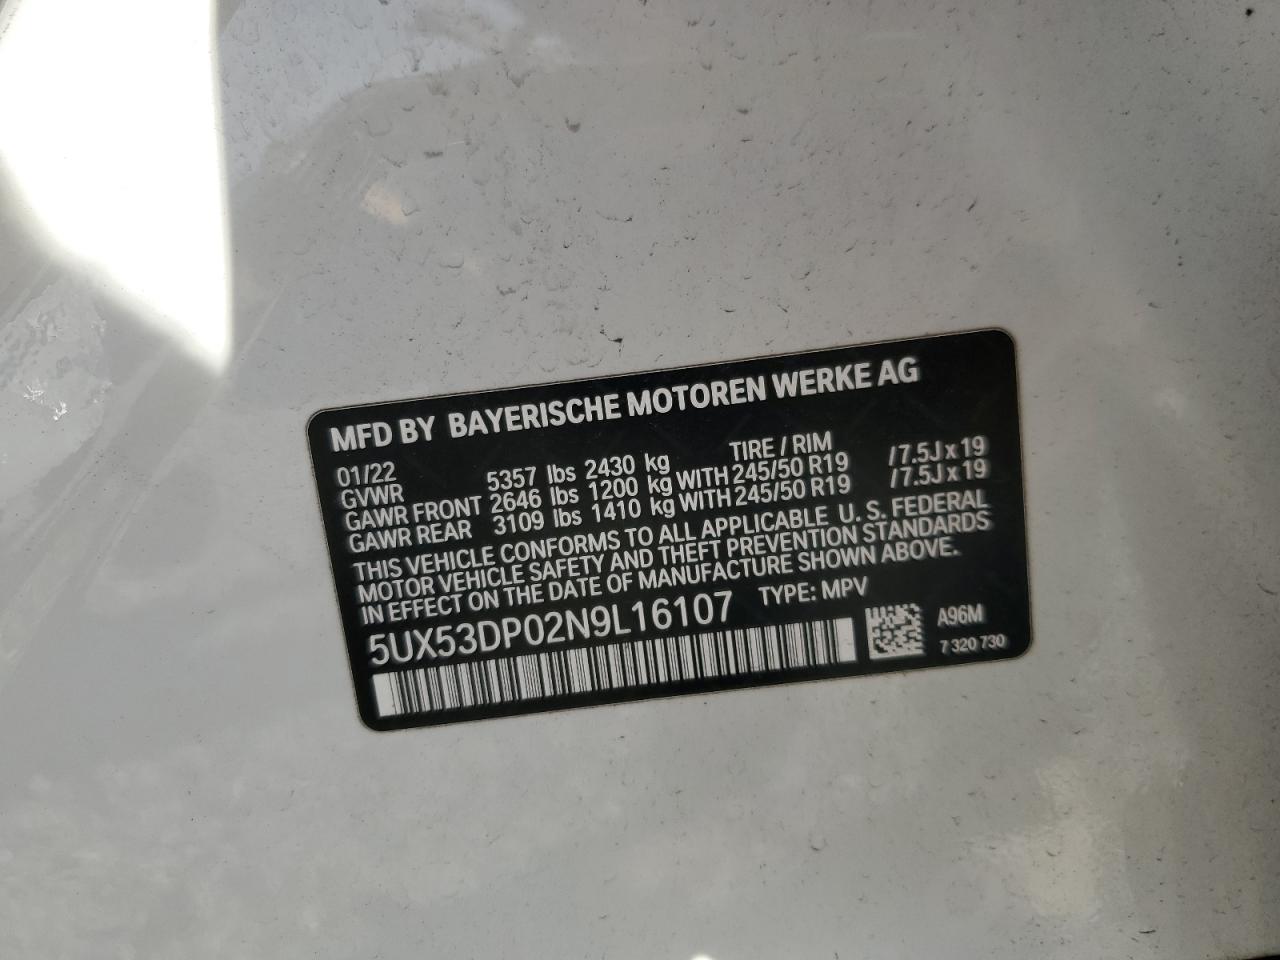 MFD BY BAYERISCHE MOTOREN WERKE AG
01/22 TIRE / RIM
GVWR 5357 lbs 2430 kg
GAWR FRONT 2646 lbs 1200 kg WITH 245/50 R19 /7.5J x 19
GAWR REAR 3109 lbs 1410 kg WITH 245/50 R19 /7.5J x 19
THIS VEHICLE CONFORMS TO ALL APPLICABLE U. S. FEDERAL
MOTOR VEHICLE SAFETY AND THEFT PREVENTION STANDARDS
IN EFFECT ON THE DATE OF MANUFACTURE SHOWN ABOVE.
5UX53DP02N9L16107 TYPE: MPV
A96M
7 320 730